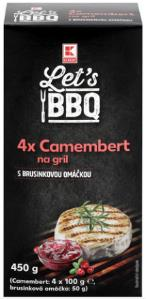 K
Let's
BBQ
4x Camembert
na gril
S BRUSINKOVOU OMÁČKOU
450 g
(Camembert: 4 x 100 g,
brusinková omáčka: 50 g)